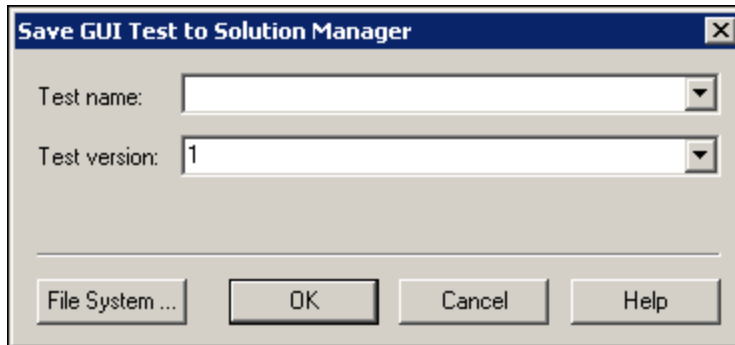 Save GUI Test to Solution Manager
Test name:
Test version: 1
File System ... OK Cancel Help